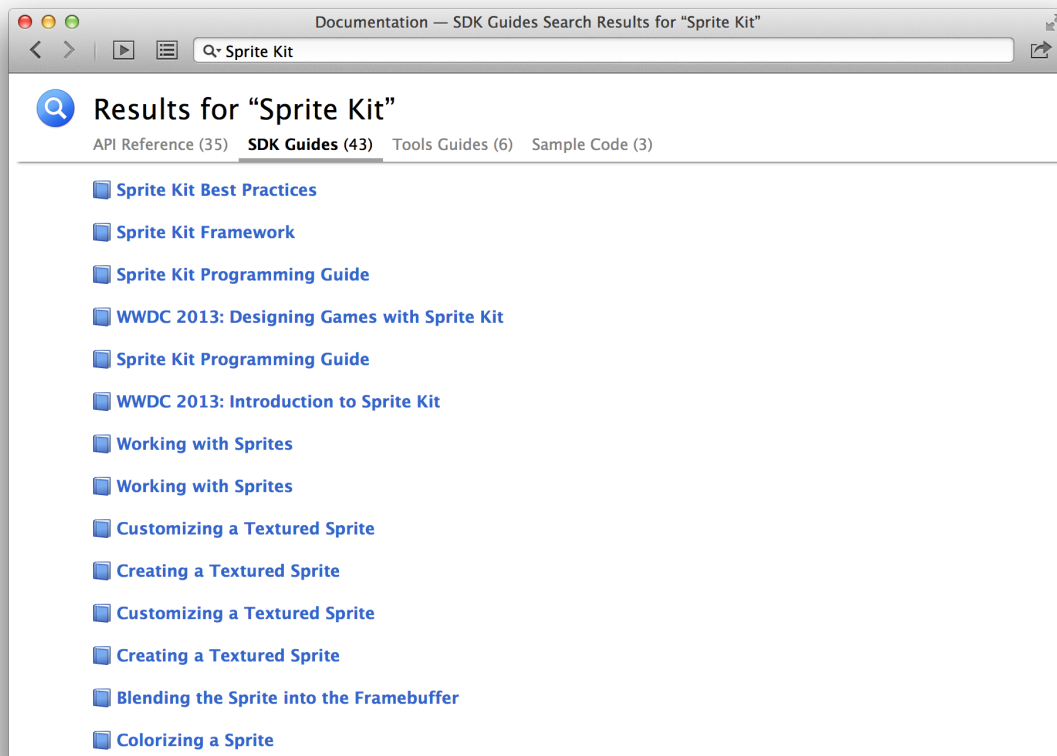 Documentation — SDK Guides Search Results for “Sprite Kit”
Sprite Kit
Results for “Sprite Kit”
API Reference (35) SDK Guides (43) Tools Guides (6) Sample Code (3)
Sprite Kit Best Practices
Sprite Kit Framework
Sprite Kit Programming Guide
WWDC 2013: Designing Games with Sprite Kit
Sprite Kit Programming Guide
WWDC 2013: Introduction to Sprite Kit
Working with Sprites
Working with Sprites
Customizing a Textured Sprite
Creating a Textured Sprite
Customizing a Textured Sprite
Creating a Textured Sprite
Blending the Sprite into the Framebuffer
Colorizing a Sprite